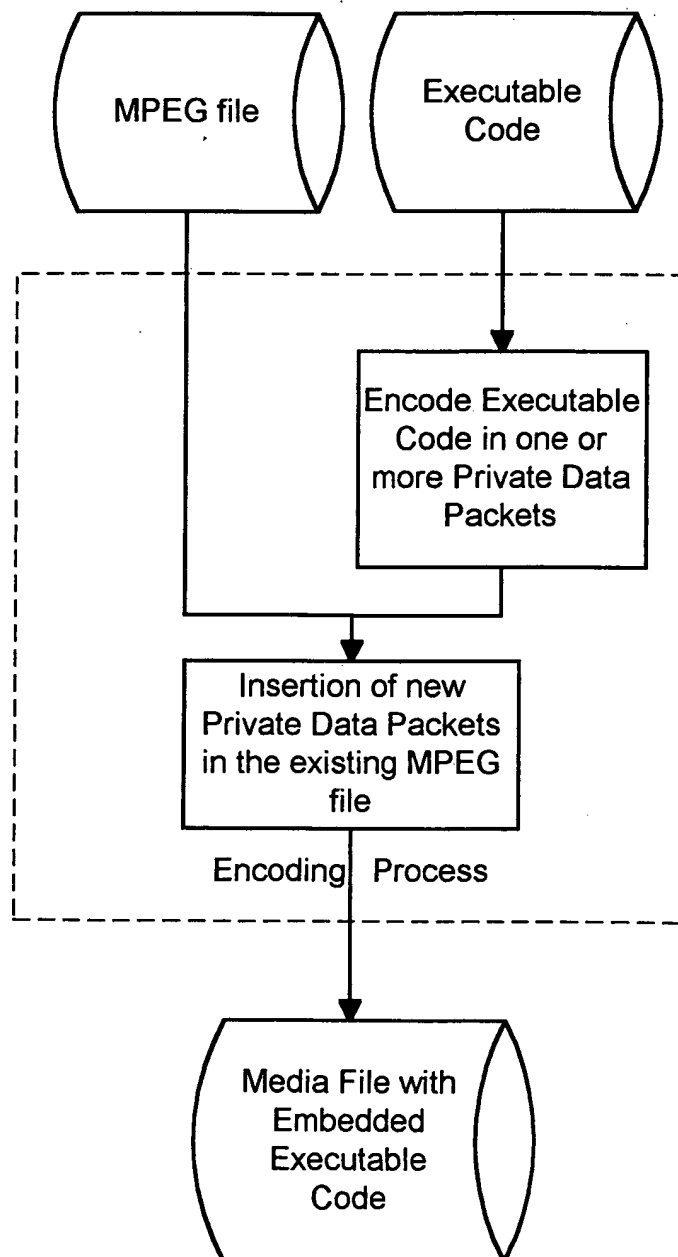 MPEG file
Executable
Code
Encode Executable
Code in one or
more Private Data
Packets
Insertion of new
Private Data Packets
in the existing MPEG
file
Encoding Process
Media File with
Embedded
Executable
Code